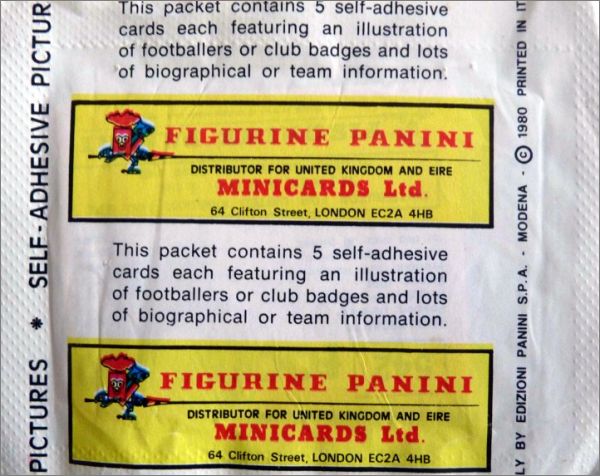 This packet contains 5 self-adhesive
cards each featuring an illustration
of footballers or club badges and lots
of biographical or team information.
FIGURINE PANINI
DISTRIBUTOR FOR UNITED KINGDOM AND EIRE
MINICARDS Ltd.
64 Clifton Street, LONDON EC2A 4HB
This packet contains 5 self-adhesive
cards each featuring an illustration
of footballers or club badges and lots
of biographical or team information.
FIGURINE PANINI
DISTRIBUTOR FOR UNITED KINGDOM AND EIRE
MINICARDS Ltd.
64 Clifton Street, LONDON EC2A 4HB
PICTURES * SELF-ADHESIVE PICTUR
LY BY EDIZIONI PANINI S.P.A. - MODENA - © 1980 PRINTED IN IT